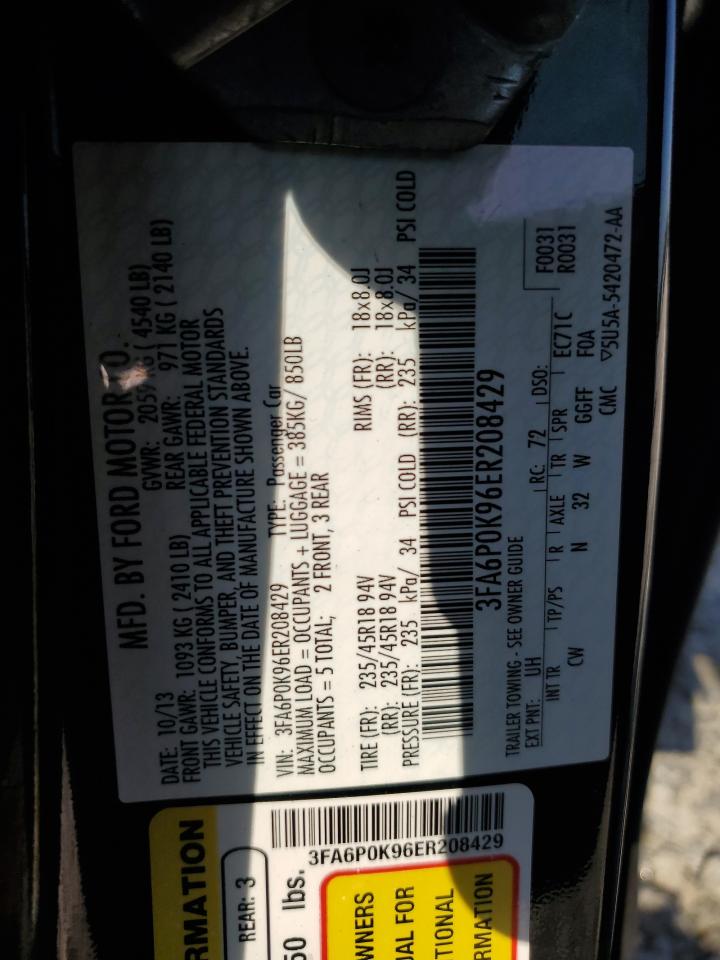 MFD. BY FORD MOTOR CO.
DATE: 10/13 GVWR: 4540 LB)
FRONT GAWR: 1093 KG ( 2410 LB) REAR GAWR: 971 KG ( 2140 LB)
THIS VEHICLE CONFORMS TO ALL APPLICABLE FEDERAL MOTOR
VEHICLE SAFETY, BUMPER, AND THEFT PREVENTION STANDARDS
IN EFFECT ON THE DATE OF MANUFACTURE SHOWN ABOVE.
VIN: 3FA6P0K96ER208429 TYPE: Passenger Car
MAXIMUM LOAD = OCCUPANTS + LUGGAGE = 385KG/ 850LB
OCCUPANTS = 5 TOTAL; 2 FRONT, 3 REAR
TIRE (FR): 235/45R18 94V RIMS (FR): 18x8.0J
(RR): 235/45R18 94V (RR): 18x8.0J
PRESSURE (FR): 235 kPa/ 34 PSI COLD (RR): 235 kPa/ 34 PSI COLD
3FA6P0K96ER208429
TRAILER TOWING - SEE OWNER GUIDE
EXT PNT: UH RC: 72 DSO: F0031
R0031
INT TR TP/PS R AXLE TR SPR EC71C
CW N 32 W GGFF F0A
CMC ▽5U5A-5420472-AA
RMATION
REAR: 3
50 lbs.
3FA6P0K96ER208429
WNERS
UAL FOR
TIONAL
RMATION